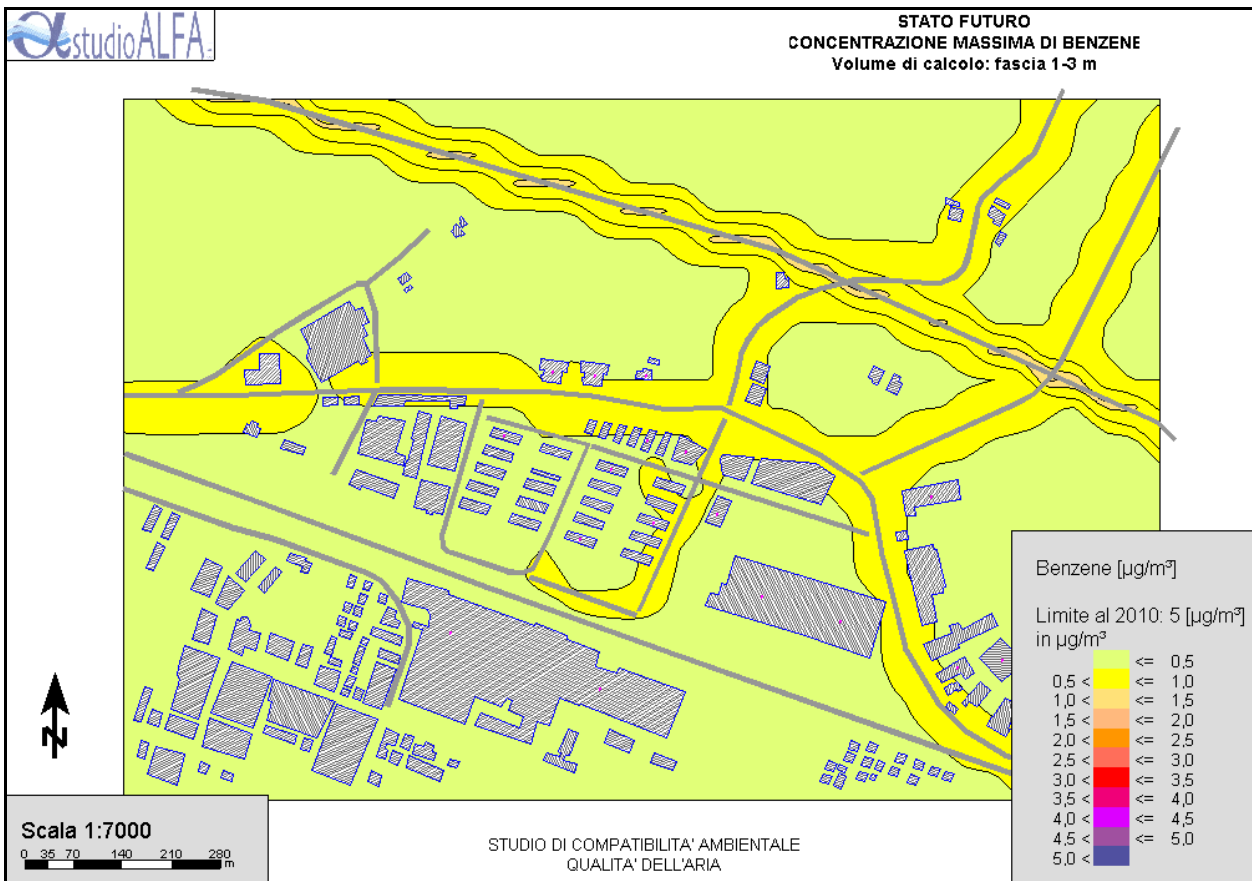 αstudioALFA
STATO FUTURO
CONCENTRAZIONE MASSIMA DI BENZENE
Volume di calcolo: fascia 1-3 m
N
Benzene [µg/m³]
Limite al 2010: 5 [µg/m³]
in µg/m³
<= 0,5
0,5 < <= 1,0
1,0 < <= 1,5
1,5 < <= 2,0
2,0 < <= 2,5
2,5 < <= 3,0
3,0 < <= 3,5
3,5 < <= 4,0
4,0 < <= 4,5
4,5 < <= 5,0
5,0 <
Scala 1:7000
0 35 70 140 210 280
m
STUDIO DI COMPATIBILITA' AMBIENTALE
QUALITA' DELL'ARIA